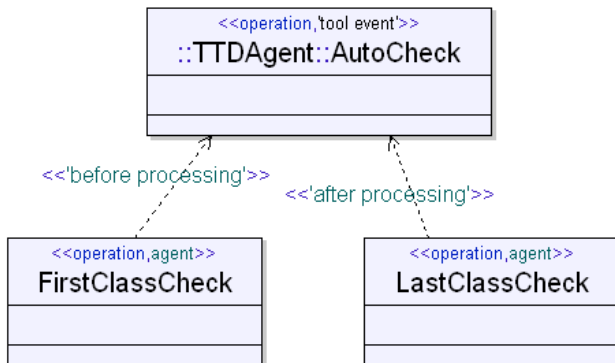 <<operation,'tool event'>>
::TTDAgent::AutoCheck
<<'before processing'>>
<<'after processing'>>
<<operation,agent>>
FirstClassCheck
<<operation,agent>>
LastClassCheck